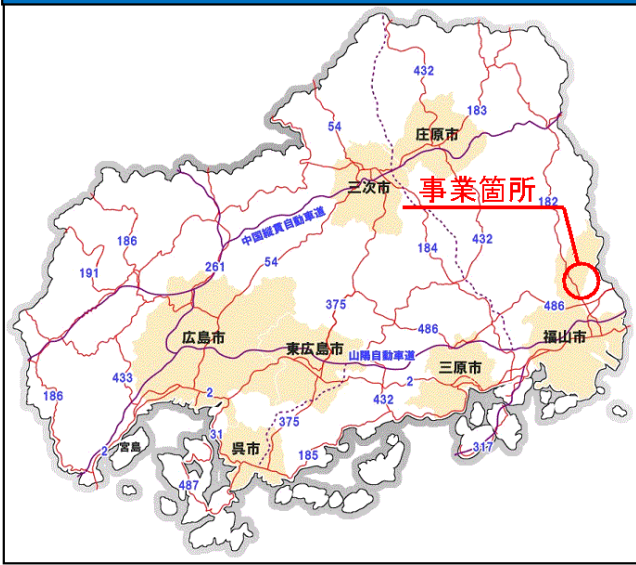 432
183
54
庄原市
三次市
事業箇所
182
186
中国縦貫自動車道
184
432
191
261
54
375
486
486
広島市
東広島市
山陽自動車道
福山市
三原市
186
433
2
2
432
375
31
呉市
185
317
2
宮島
487